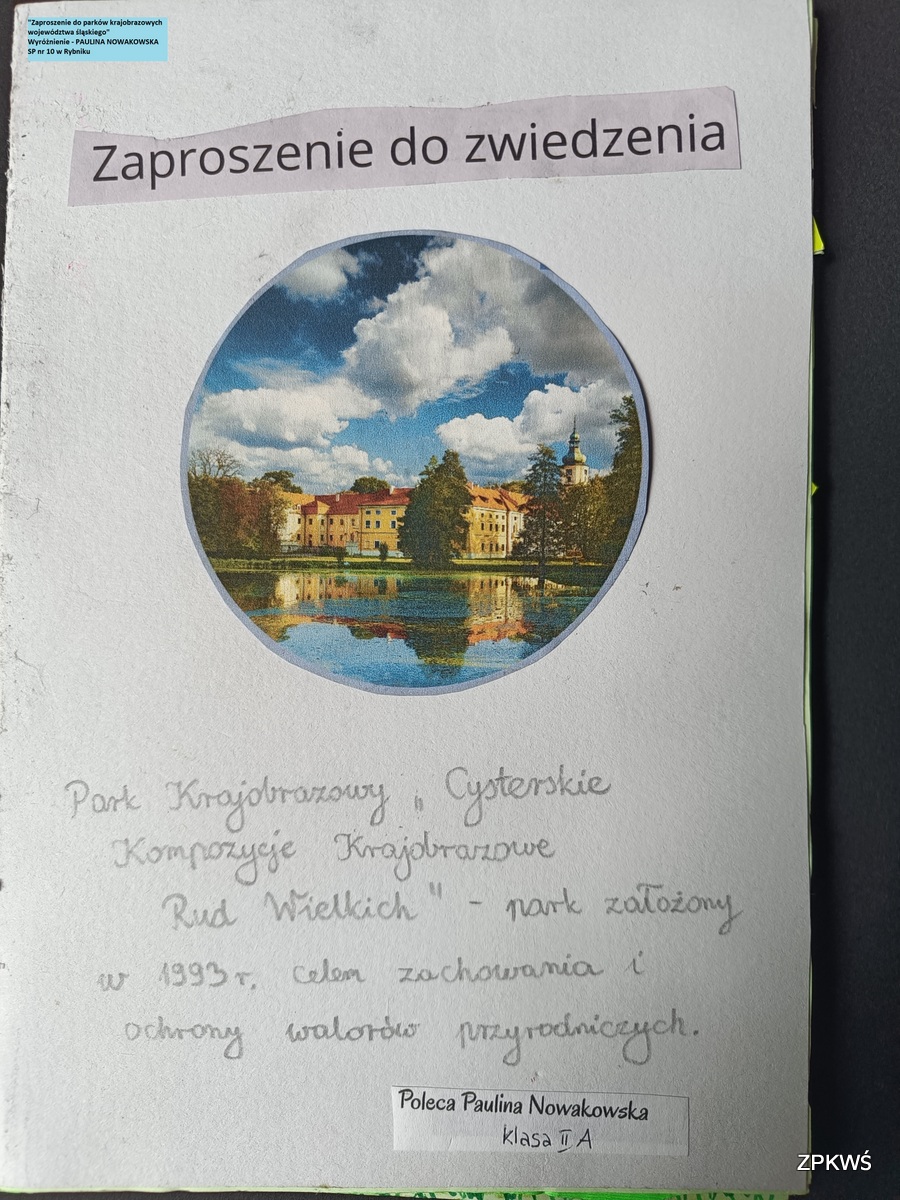 "Zaproszenie do parków krajobrazowych
województwa śląskiego"
Wyróżnienie - PAULINA NOWAKOWSKA
SP nr 10 w Rybniku
Zaproszenie do zwiedzenia
Park Krajobrazowy „ Cysterskie
Kompozycje Krajobrazowe
Rud Wielkich" - park założony
w 1993 r. celem zachowania i
ochrony walorów przyrodniczych.
Poleca Paulina Nowakowska
klasa II A
ZPKWŚ